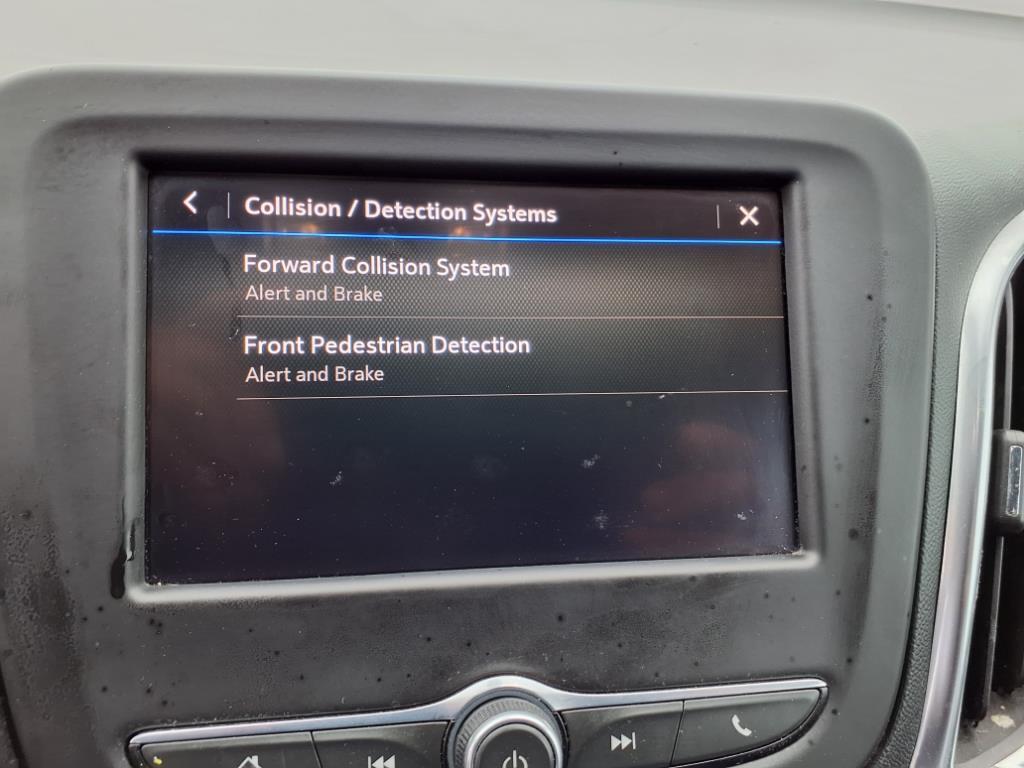 Collision / Detection Systems
Forward Collision System
Alert and Brake
Front Pedestrian Detection
Alert and Brake